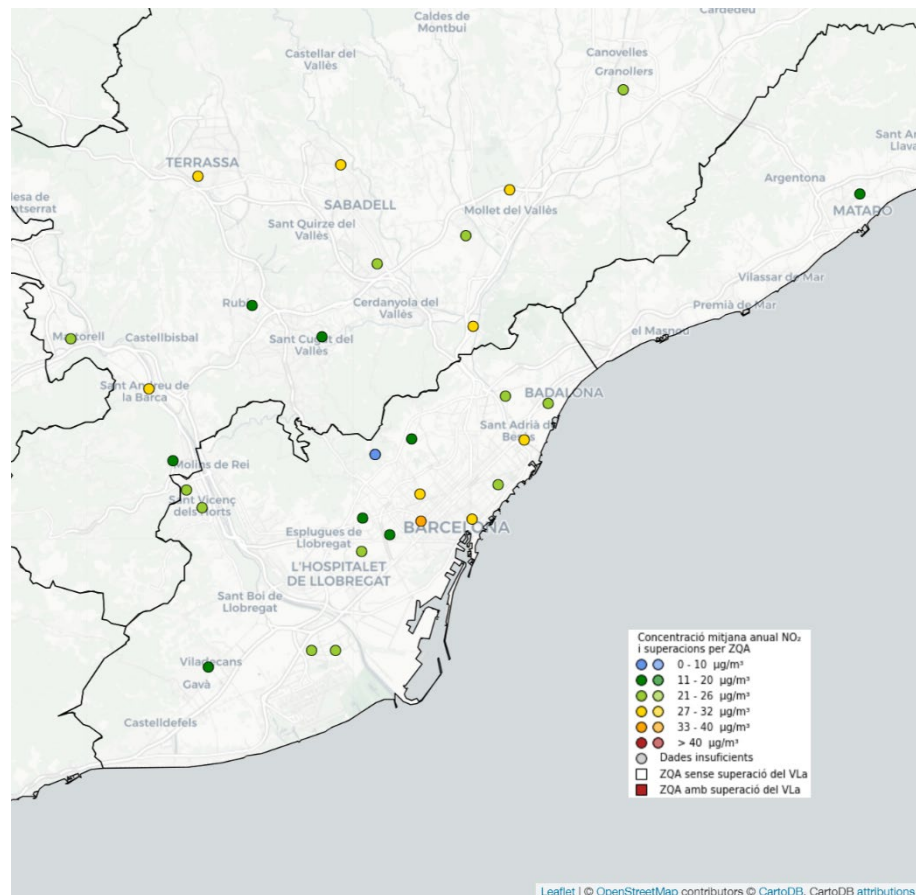 Caldes de
Montbui
Cardedeu
Castellar del
Vallès
Canovelles
Granollers
Sant An
Llava
TERRASSA
Argentona
lesa de
ntserrat
SABADELL
Mollet del Vallès
MATARÓ
Sant Quirze del
Vallès
Vilassar de Mar
Rubí
Cerdanyola del
Vallès
Premià de Mar
Martorell
Castellbisbal
Sant Cugat del
Vallès
el Masnou
Sant Andreu de
la Barca
BADALONA
Sant Adrià de
Besòs
Molins de Rei
Sant Vicenç
dels Horts
Esplugues de
Llobregat
BARCELONA
L'HOSPITALET
DE LLOBREGAT
Sant Boi de
Llobregat
Viladecans
Gavà
Castelldefels
Concentració mitjana anual NO₂
i superacions per ZQA
0 - 10 µg/m³
11 - 20 µg/m³
21 - 26 µg/m³
27 - 32 µg/m³
33 - 40 µg/m³
> 40 µg/m³
Dades insuficients
ZQA sense superació del VLa
ZQA amb superació del VLa
Leaflet | © OpenStreetMap contributors © CartoDB, CartoDB attributions